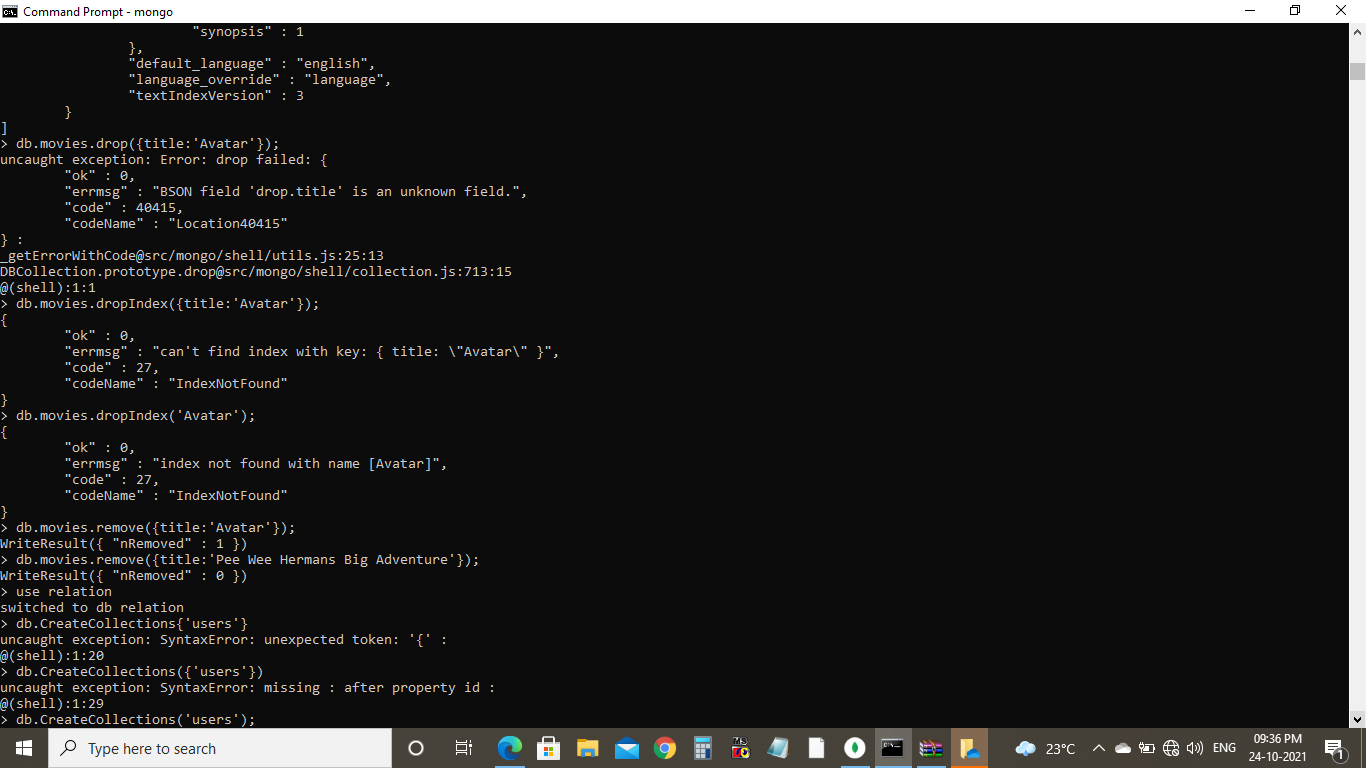 Command Prompt - mongo
"synopsis" : 1
},
"default_language" : "english",
"language_override" : "language",
"textIndexVersion" : 3
}
]
> db.movies.drop({title:'Avatar'});
uncaught exception: Error: drop failed: {
"ok" : 0,
"errmsg" : "BSON field 'drop.title' is an unknown field.",
"code" : 40415,
"codeName" : "Location40415"
} :
_getErrorWithCode@src/mongo/shell/utils.js:25:13
DBCollection.prototype.drop@src/mongo/shell/collection.js:713:15
@(shell):1:1
> db.movies.dropIndex({title:'Avatar'});
{
"ok" : 0,
"errmsg" : "can't find index with key: { title: \"Avatar\" }",
"code" : 27,
"codeName" : "IndexNotFound"
}
> db.movies.dropIndex('Avatar');
{
"ok" : 0,
"errmsg" : "index not found with name [Avatar]",
"code" : 27,
"codeName" : "IndexNotFound"
}
> db.movies.remove({title:'Avatar'});
WriteResult({ "nRemoved" : 1 })
> db.movies.remove({title:'Pee Wee Hermans Big Adventure'});
WriteResult({ "nRemoved" : 0 })
> use relation
switched to db relation
> db.CreateCollections{'users'}
uncaught exception: SyntaxError: unexpected token: '{' :
@(shell):1:20
> db.CreateCollections({'users'})
uncaught exception: SyntaxError: missing : after property id :
@(shell):1:29
> db.CreateCollections('users');
Type here to search
23°C
ENG
09:36 PM
24-10-2021
1